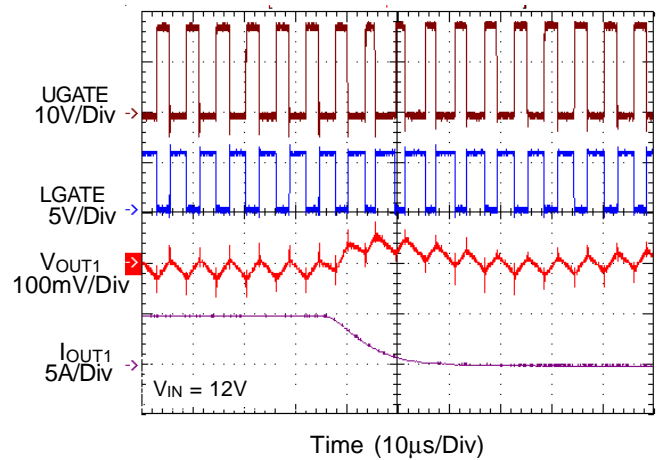 UGATE
10V/Div
LGATE
5V/Div
VOUT1
100mV/Div
IOUT1
5A/Div
VIN = 12V
Time (10μs/Div)